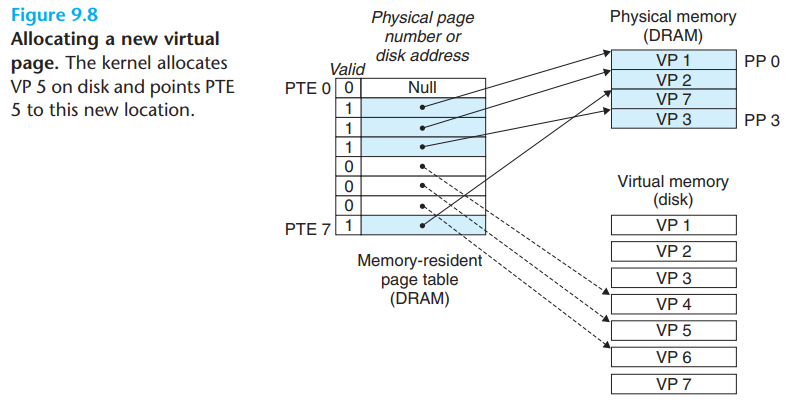 Figure 9.8
Allocating a new virtual
page. The kernel allocates
VP 5 on disk and points PTE
5 to this new location.
Physical page
number or
disk address
Valid
PTE 0
0
Null
1
1
1
0
0
0
PTE 7
1
Memory-resident
page table
(DRAM)
Physical memory
(DRAM)
VP 1
PP 0
VP 2
VP 7
VP 3
PP 3
Virtual memory
(disk)
VP 1
VP 2
VP 3
VP 4
VP 5
VP 6
VP 7